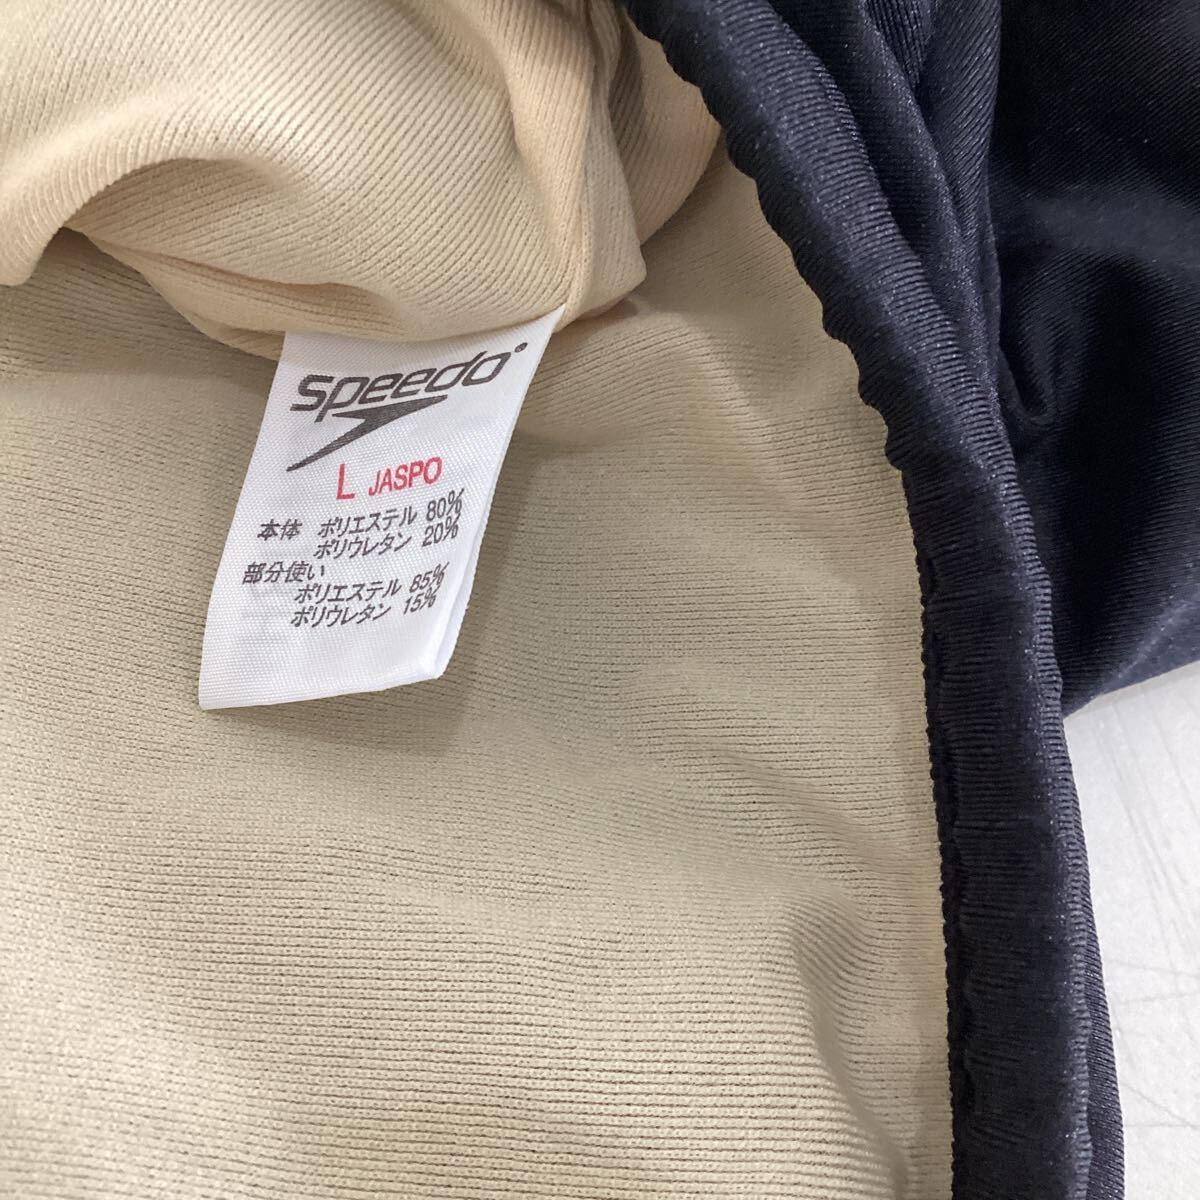 speedo®
L JASPO
本体 ポリエステル 80%
ポリウレタン 20%
部分使い
ポリエステル 85%
ポリウレタン 15%